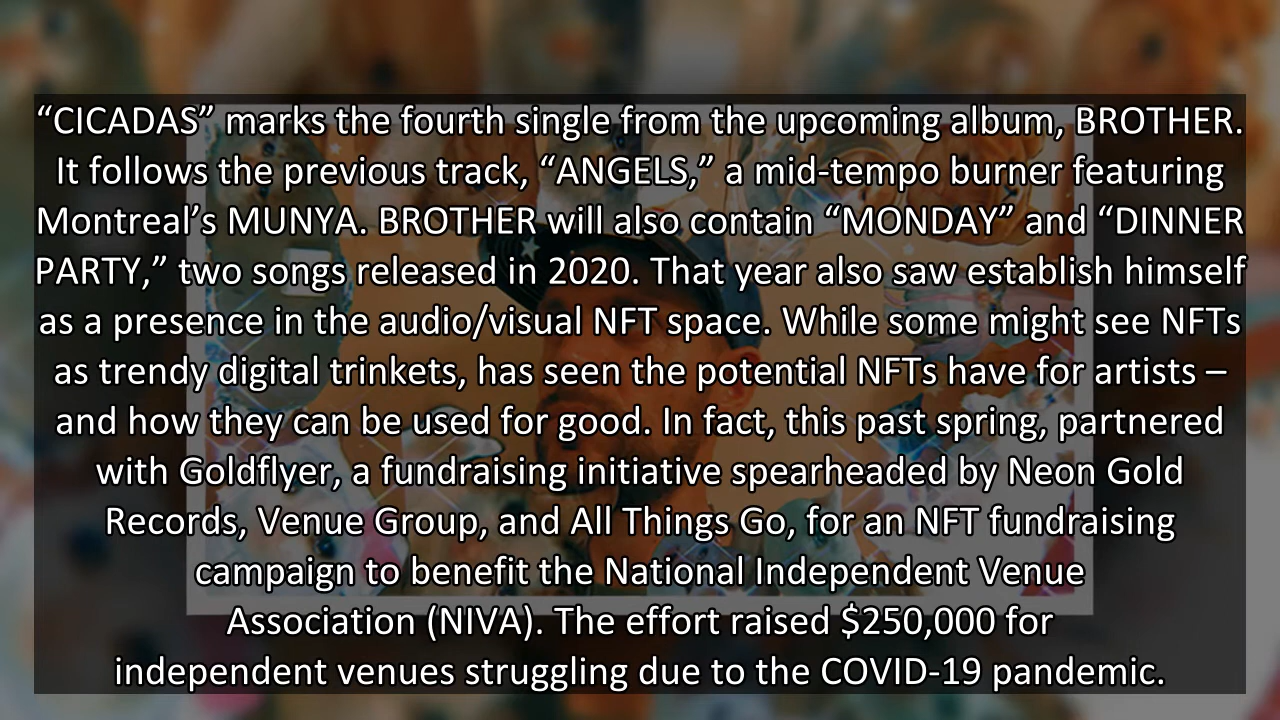 “CICADAS” marks the fourth single from the upcoming album, BROTHER.
It follows the previous track, “ANGELS,” a mid-tempo burner featuring
Montreal’s MUNYA. BROTHER will also contain “MONDAY” and “DINNER
PARTY,” two songs released in 2020. That year also saw establish himself
as a presence in the audio/visual NFT space. While some might see NFTs
as trendy digital trinkets, has seen the potential NFTs have for artists –
and how they can be used for good. In fact, this past spring, partnered
with Goldflyer, a fundraising initiative spearheaded by Neon Gold
Records, Venue Group, and All Things Go, for an NFT fundraising
campaign to benefit the National Independent Venue
Association (NIVA). The effort raised $250,000 for
independent venues struggling due to the COVID-19 pandemic.